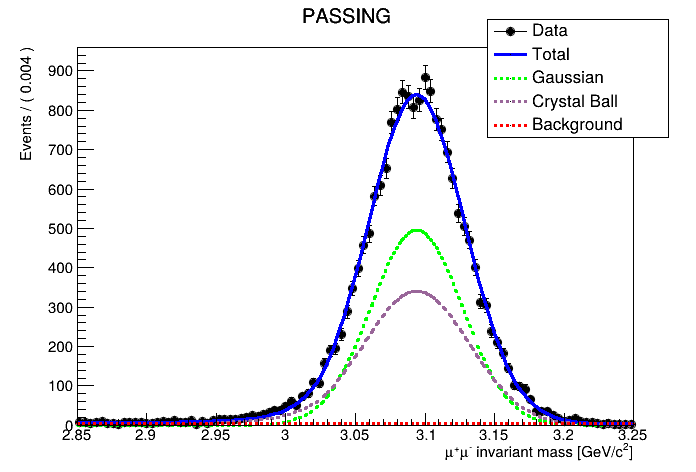 PASSING
Data
Total
Gaussian
Crystal Ball
Background
Events / ( 0.004 )
900
800
700
600
500
400
300
200
100
0
2.85 2.9 2.95 3 3.05 3.1 3.15 3.2 3.25
μ⁺μ⁻ invariant mass [GeV/c²]